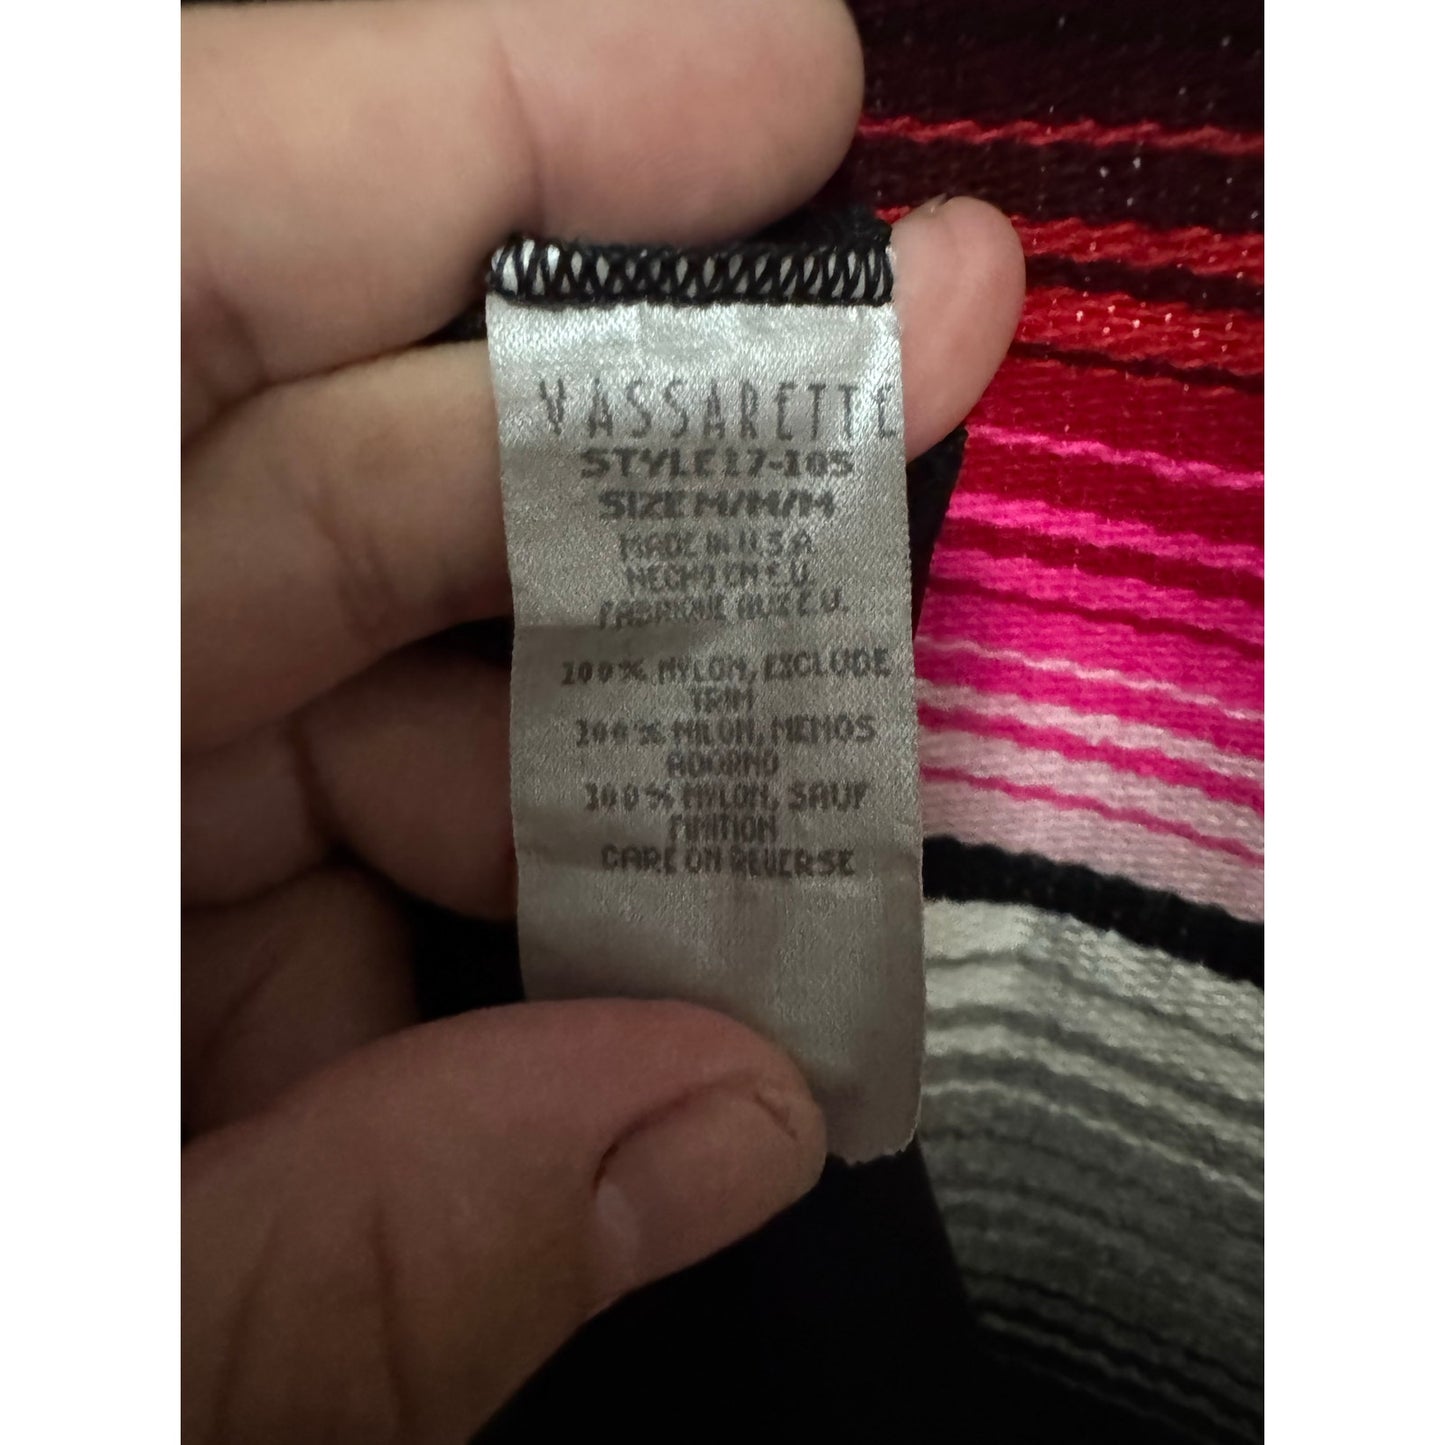 VASSARETTE
STYLE 17-105
SIZE M/M/M
MADE IN U.S.A
HECHO EN E.U.
FABRIQUE AUX E.U.
100% NYLON, EXCLUDE
TRIM
100% NILON, MENOS
ADORNO
100% NYLON, SAUF
FINITION
CARE ON REVERSE